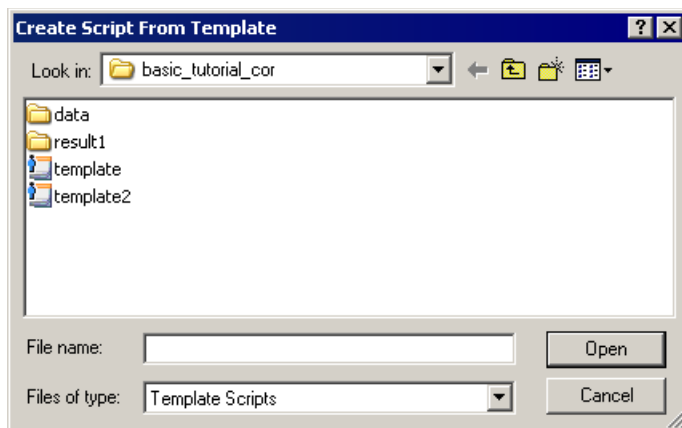 Create Script From Template
Look in: basic_tutorial_cor
data
result1
template
template2
File name:
Open
Files of type: Template Scripts
Cancel